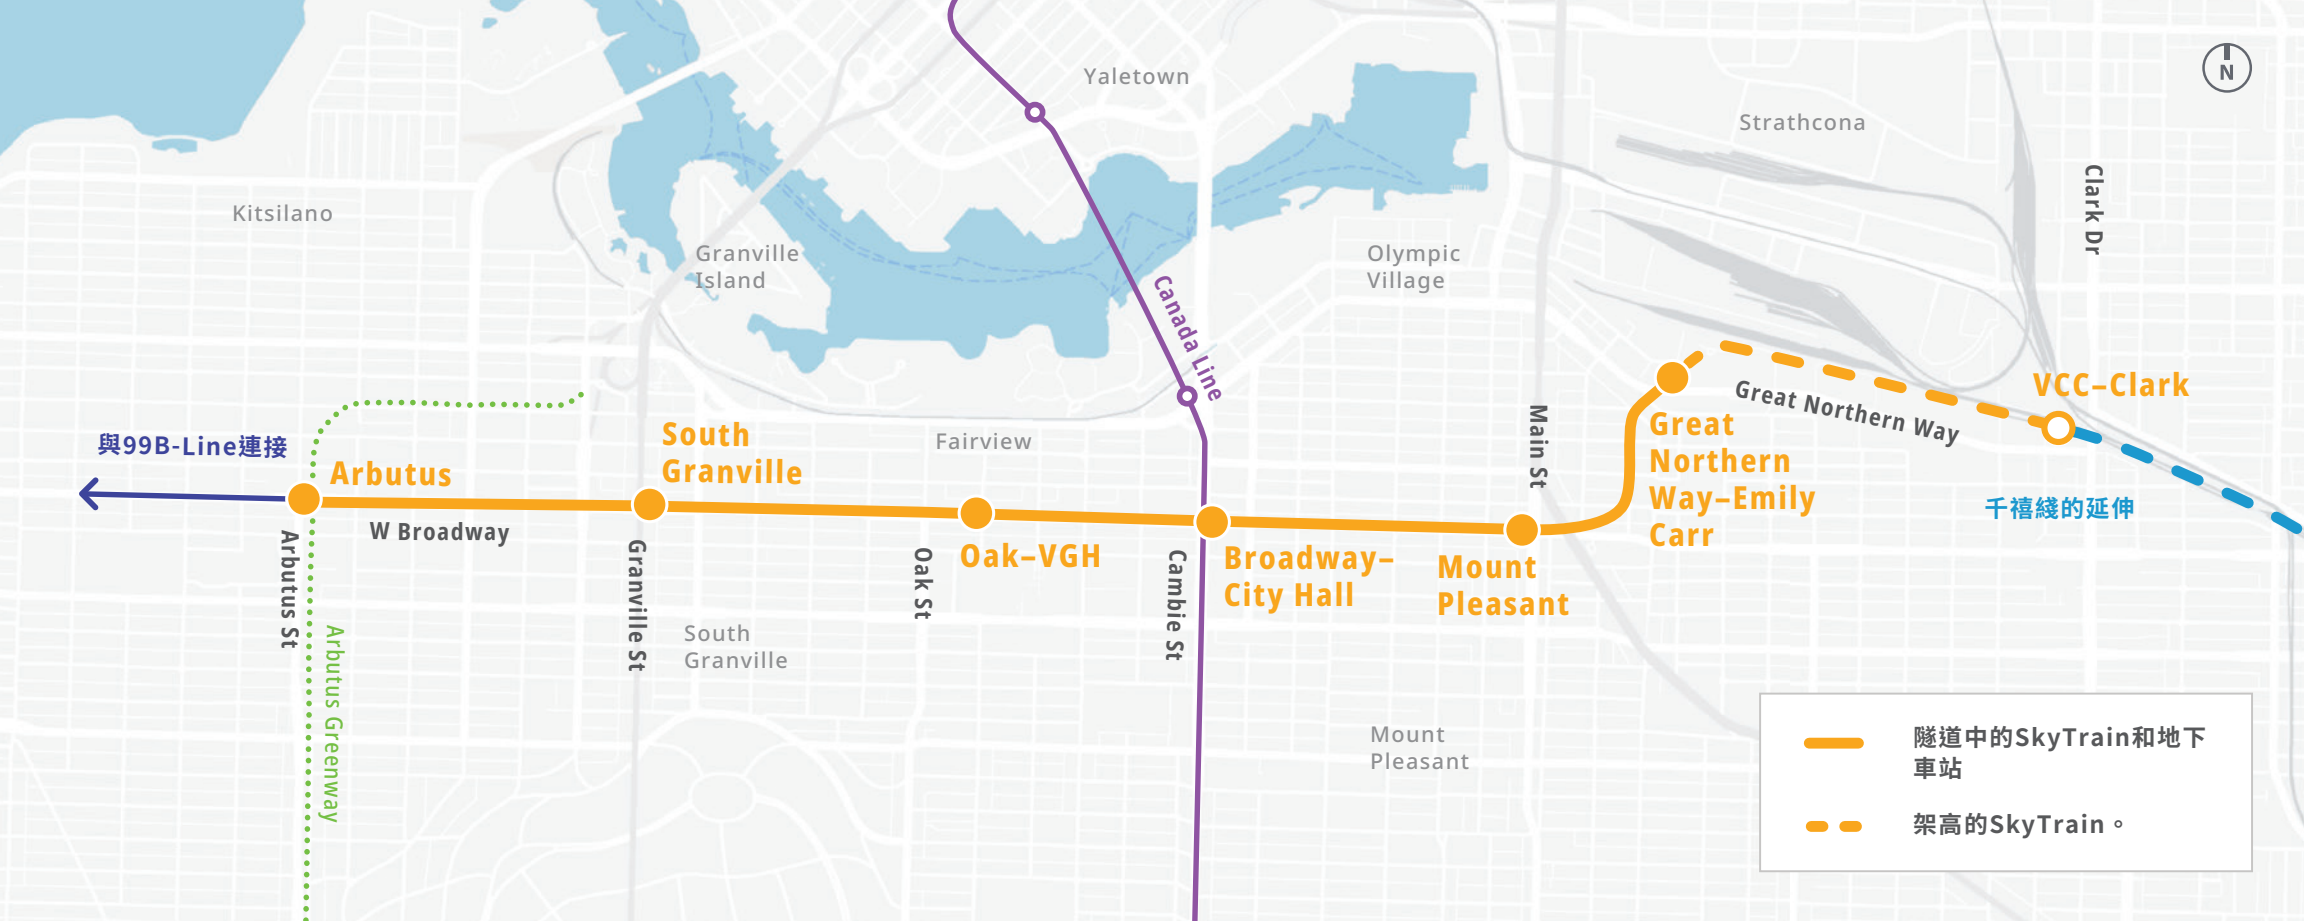 Yaletown
N
Strathcona
Clark Dr
Kitsilano
Granville
Island
Olympic
Village
Canada Line
與99B-Line連接
Arbutus
South
Granville
Fairview
Main St
Great
Northern
Way–Emily
Carr
Great Northern Way
VCC–Clark
千禧綫的延伸
W Broadway
Arbutus St
Granville St
Oak St
Oak–VGH
Cambie St
Broadway–
City Hall
Mount
Pleasant
Arbutus Greenway
South
Granville
Mount
Pleasant
隧道中的SkyTrain和地下
車站
架高的SkyTrain。